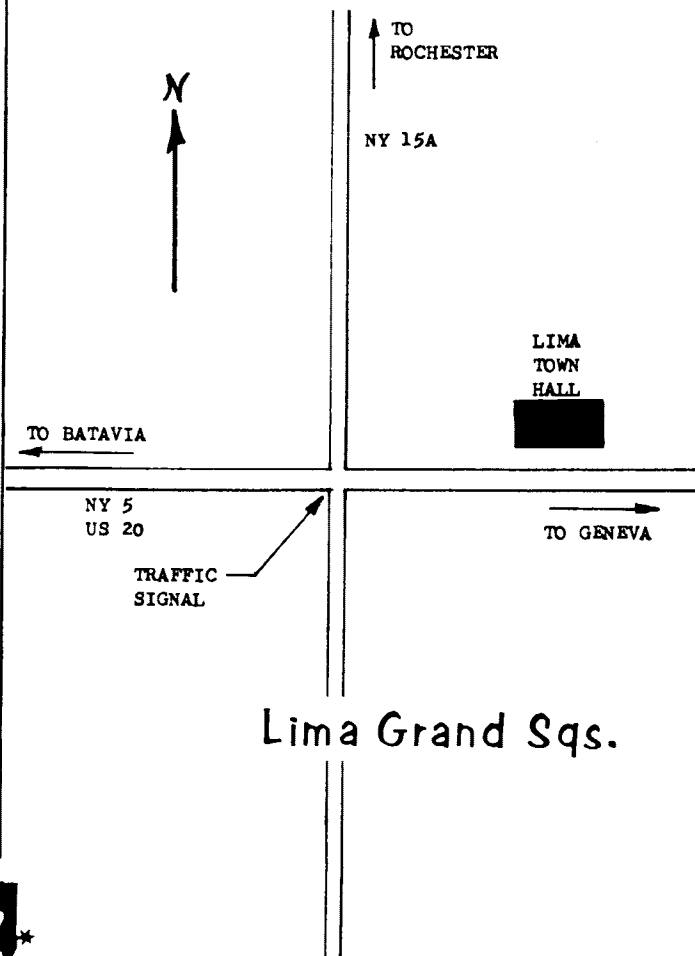 TO
ROCHESTER
N
NY 15A
LIMA
TOWN
HALL
TO BATAVIA
NY 5
US 20
TO GENEVA
TRAFFIC
SIGNAL
Lima Grand Sqs.
*